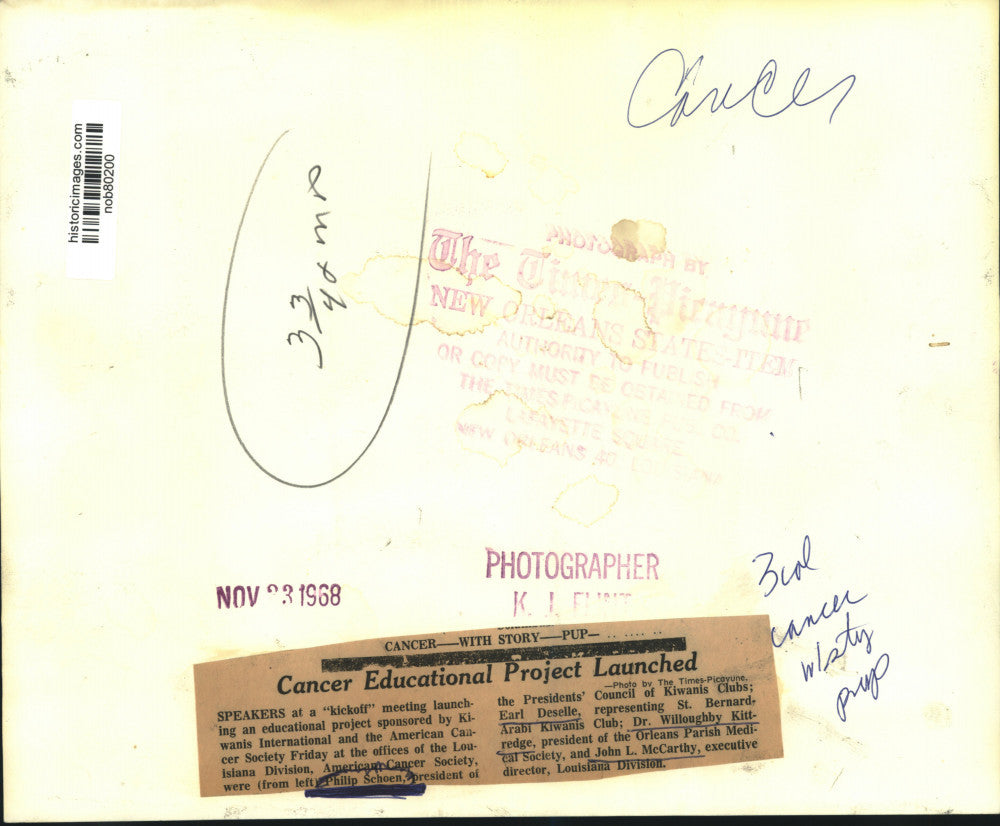 Cancer
historicimages.com
nob80200
3 3/4 x
PHOTOGRAPH BY
The Times-Picayune
NEW ORLEANS STATES-ITEM
AUTHORITY TO PUBLISH
OR COPY MUST BE OBTAINED FROM
THE TIMES-PICAYUNE PUB. CO.
LAFAYETTE SQUARE
NEW ORLEANS 40, LOUISIANA
NOV 23 1968
PHOTOGRAPHER
K. I. FLINT
3 col
cancer
w/sty
pup
CANCER—WITH STORY—PUP—
Cancer Educational Project Launched
—Photo by The Times-Picayune.
SPEAKERS at a "kickoff" meeting launch-
ing an educational project sponsored by Ki-
wanis International and the American Can-
cer Society Friday at the offices of the Lou-
isiana Division, American Cancer Society,
were (from left) Philip Schoen, president of
the Presidents' Council of Kiwanis Clubs;
Earl Deselle, representing St. Bernard-
Arabi Kiwanis Club; Dr. Willoughby Kitt-
redge, president of the Orleans Parish Medi-
cal Society, and John L. McCarthy, executive
director, Louisiana Division.